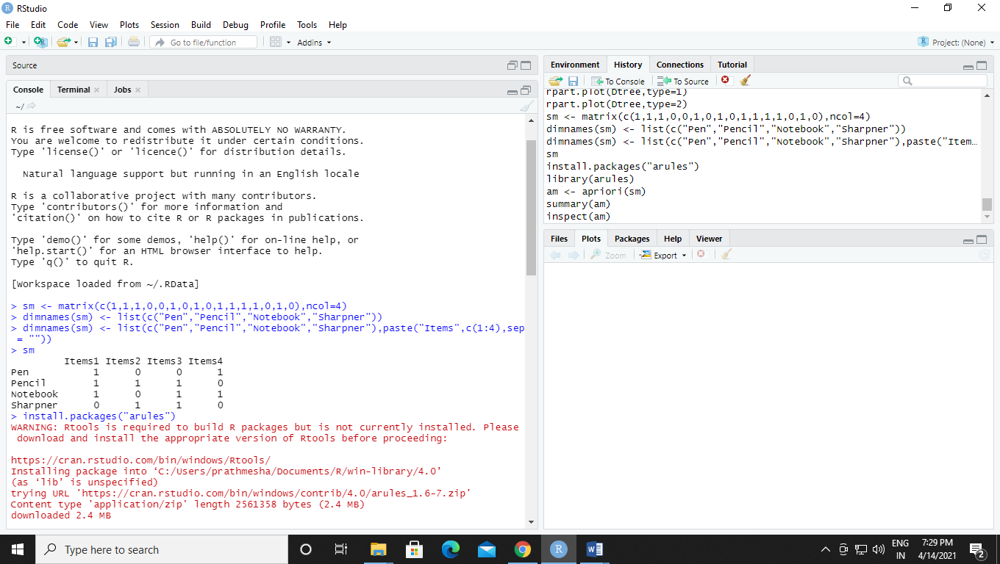 RStudio
File Edit Code View Plots Session Build Debug Profile Tools Help
Go to file/function Addins Project: (None)
Source
Console Terminal Jobs
~/
R is free software and comes with ABSOLUTELY NO WARRANTY.
You are welcome to redistribute it under certain conditions.
Type 'license()' or 'licence()' for distribution details.
Natural language support but running in an English locale
R is a collaborative project with many contributors.
Type 'contributors()' for more information and
'citation()' on how to cite R or R packages in publications.
Type 'demo()' for some demos, 'help()' for on-line help, or
'help.start()' for an HTML browser interface to help.
Type 'q()' to quit R.
[Workspace loaded from ~/.RData]
> sm <- matrix(c(1,1,1,0,0,1,0,1,0,1,1,1,1,0,1,0),ncol=4)
> dimnames(sm) <- list(c("Pen","Pencil","Notebook","Sharpner"))
> dimnames(sm) <- list(c("Pen","Pencil","Notebook","Sharpner"),paste("Items",c(1:4),sep
= ""))
> sm
Items1 Items2 Items3 Items4
Pen 1 0 0 1
Pencil 1 1 1 0
Notebook 1 0 1 1
Sharpner 0 1 1 0
> install.packages("arules")
WARNING: Rtools is required to build R packages but is not currently installed. Please
download and install the appropriate version of Rtools before proceeding:
https://cran.rstudio.com/bin/windows/Rtools/
Installing package into ‘C:/Users/prathmesha/Documents/R/win-library/4.0’
(as ‘lib’ is unspecified)
trying URL 'https://cran.rstudio.com/bin/windows/contrib/4.0/arules_1.6-7.zip'
Content type 'application/zip' length 2561358 bytes (2.4 MB)
downloaded 2.4 MB
Environment History Connections Tutorial
To Console To Source
rpart.plot(Dtree,type=1)
rpart.plot(Dtree,type=2)
sm <- matrix(c(1,1,1,0,0,1,0,1,0,1,1,1,1,0,1,0),ncol=4)
dimnames(sm) <- list(c("Pen","Pencil","Notebook","Sharpner"))
dimnames(sm) <- list(c("Pen","Pencil","Notebook","Sharpner"),paste("Item…
sm
install.packages("arules")
library(arules)
am <- apriori(sm)
summary(am)
inspect(am)
Files Plots Packages Help Viewer
Zoom Export
Type here to search
ENG
IN
7:29 PM
4/14/2021
2